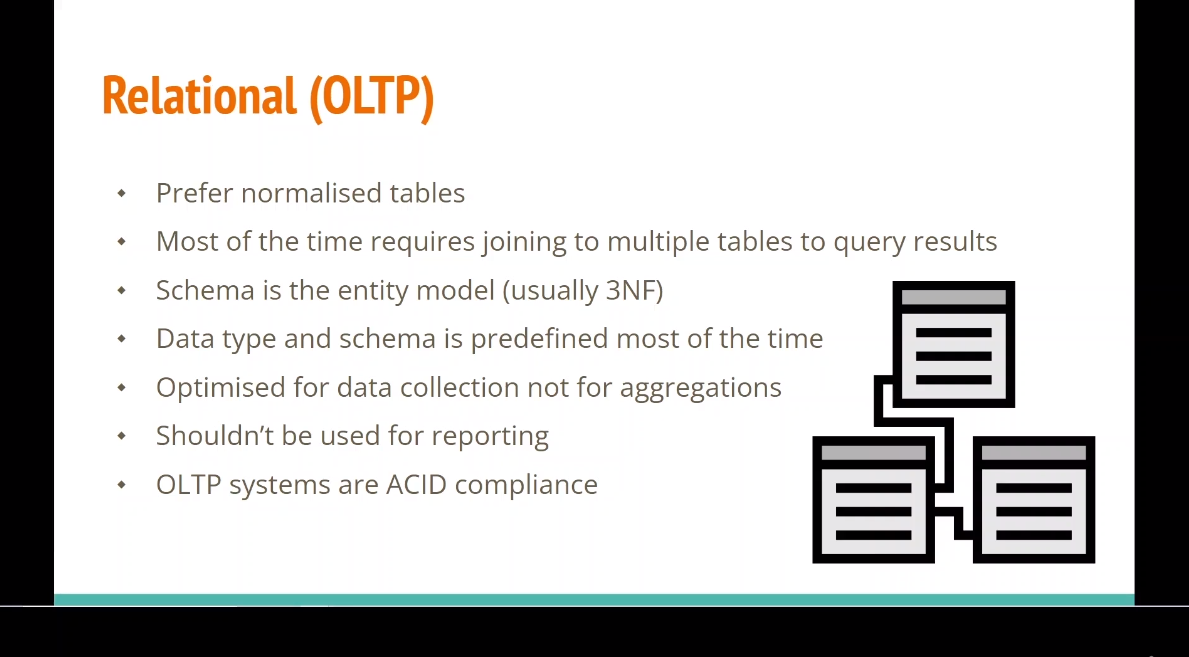 Relational (OLTP)
Prefer normalised tables
Most of the time requires joining to multiple tables to query results
Schema is the entity model (usually 3NF)
Data type and schema is predefined most of the time
Optimised for data collection not for aggregations
Shouldn’t be used for reporting
OLTP systems are ACID compliance